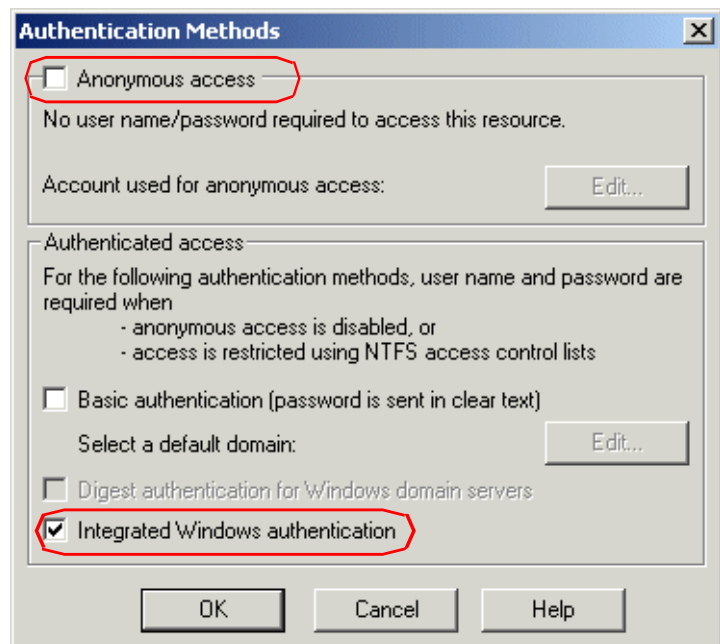 Authentication Methods
Anonymous access
No user name/password required to access this resource.
Account used for anonymous access:
Edit...
Authenticated access
For the following authentication methods, user name and password are
required when
- anonymous access is disabled, or
- access is restricted using NTFS access control lists
Basic authentication (password is sent in clear text)
Select a default domain:
Edit...
Digest authentication for Windows domain servers
Integrated Windows authentication
OK
Cancel
Help